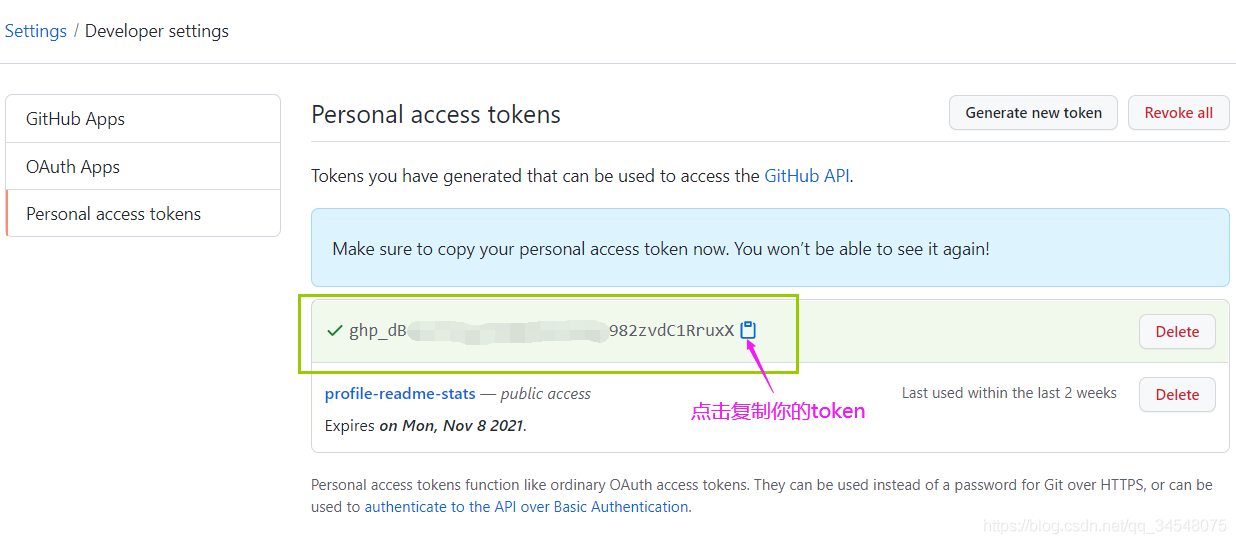 Settings / Developer settings
GitHub Apps
OAuth Apps
Personal access tokens
Personal access tokens
Generate new token
Revoke all
Tokens you have generated that can be used to access the GitHub API.
Make sure to copy your personal access token now. You won't be able to see it again!
ghp_dB 982zvdC1RruxX
Delete
profile-readme-stats — public access
Last used within the last 2 weeks
Delete
点击复制你的token
Expires on Mon, Nov 8 2021.
Personal access tokens function like ordinary OAuth access tokens. They can be used instead of a password for Git over HTTPS, or can be
used to authenticate to the API over Basic Authentication.
https://blog.csdn.net/qq_34548075